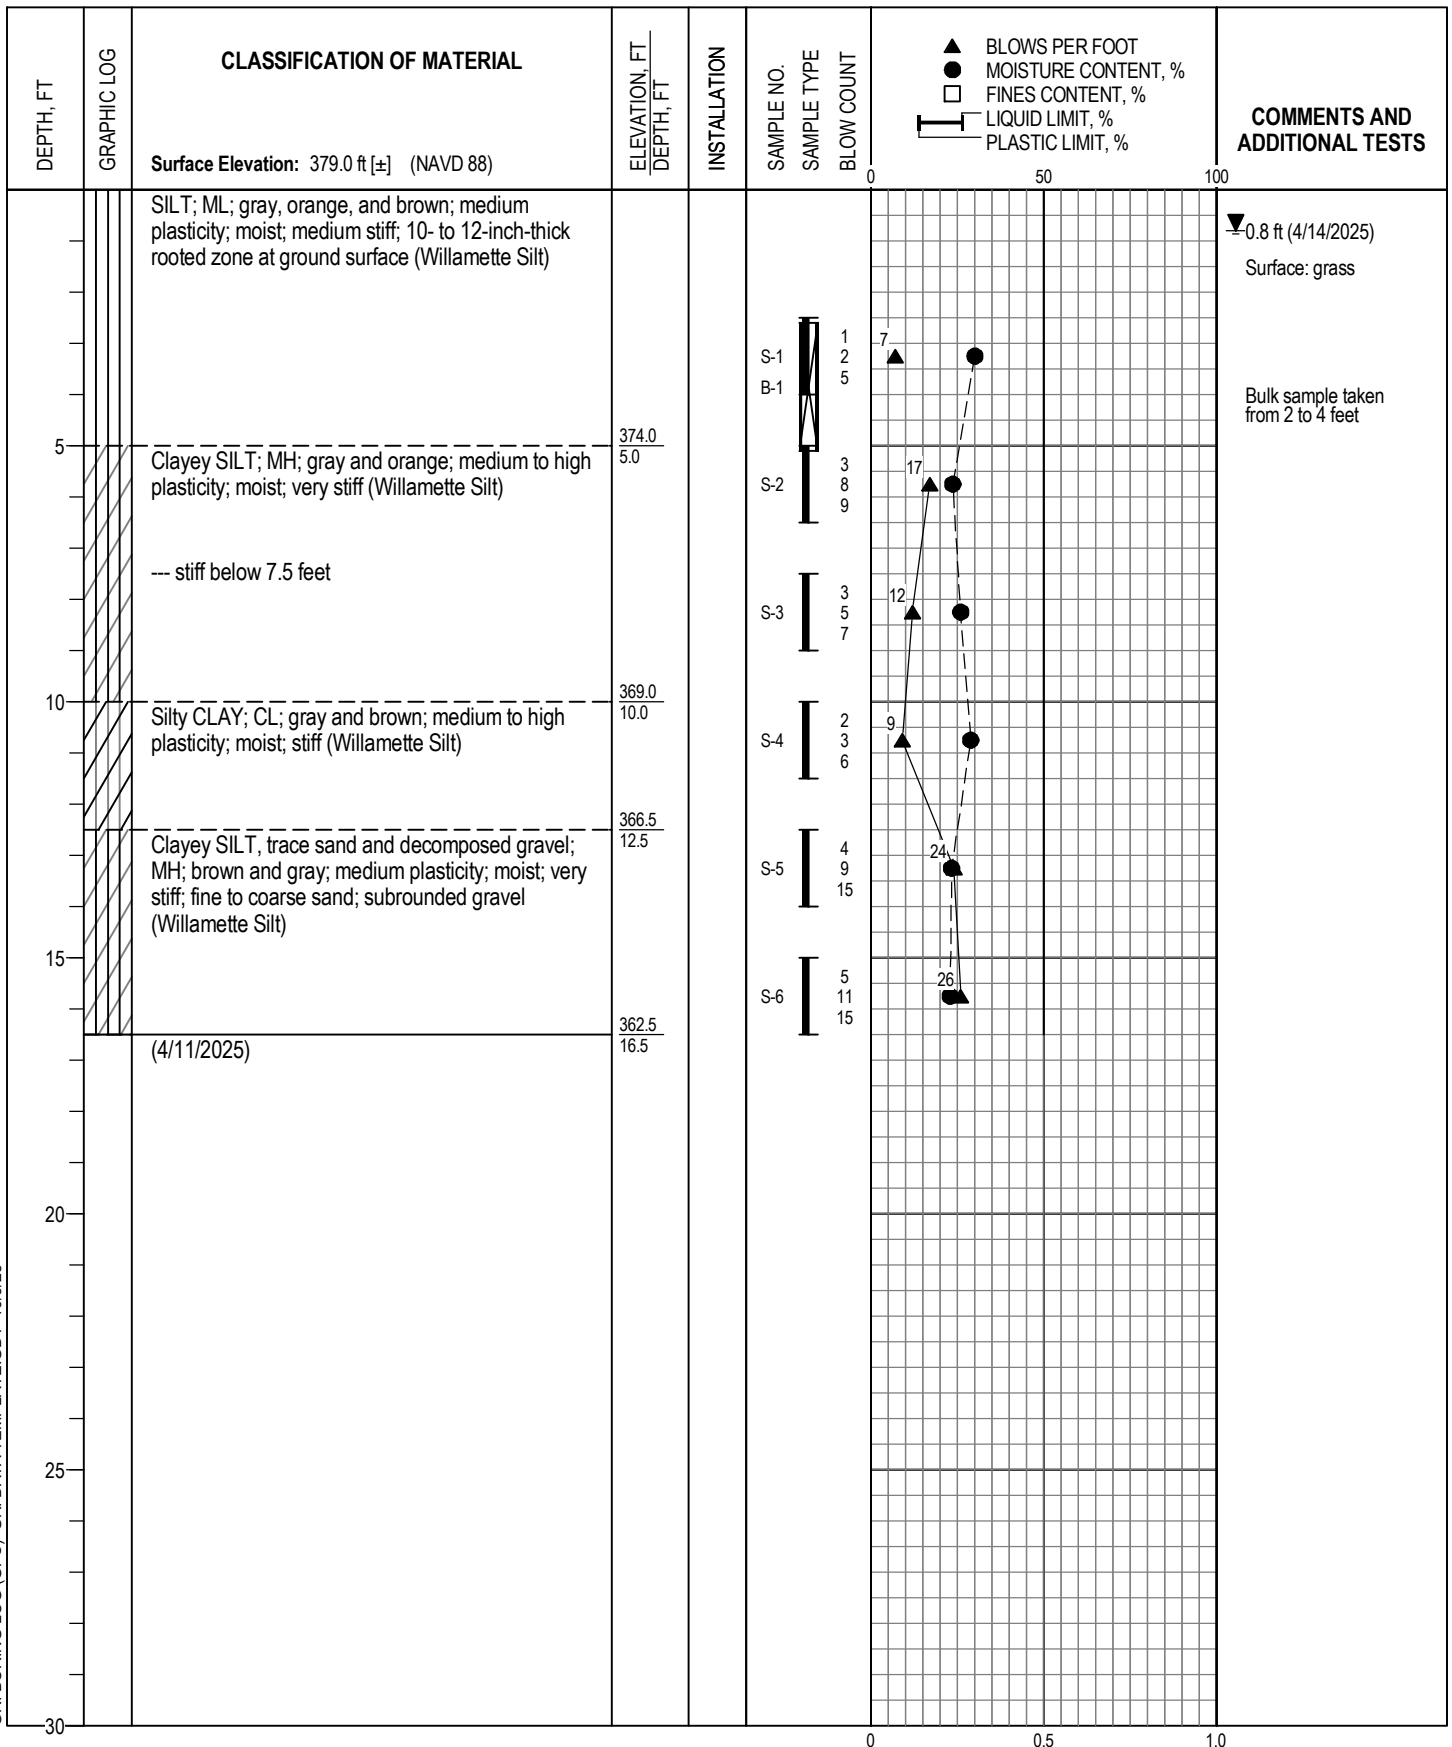 DEPTH, FT
GRAPHIC LOG
CLASSIFICATION OF MATERIAL
Surface Elevation: 379.0 ft [±] (NAVD 88)
ELEVATION, FT
DEPTH, FT
INSTALLATION
SAMPLE NO.
SAMPLE TYPE
BLOW COUNT
BLOWS PER FOOT
MOISTURE CONTENT, %
FINES CONTENT, %
LIQUID LIMIT, %
PLASTIC LIMIT, %
0 50 100
COMMENTS AND
ADDITIONAL TESTS
SILT; ML; gray, orange, and brown; medium
plasticity; moist; medium stiff; 10- to 12-inch-thick
rooted zone at ground surface (Willamette Silt)
0.8 ft (4/14/2025)
Surface: grass
S-1
B-1
1
2
5
7
Bulk sample taken
from 2 to 4 feet
5
374.0
5.0
Clayey SILT; MH; gray and orange; medium to high
plasticity; moist; very stiff (Willamette Silt)
S-2
3
8
9
17
--- stiff below 7.5 feet
S-3
3
5
7
12
10
369.0
10.0
Silty CLAY; CL; gray and brown; medium to high
plasticity; moist; stiff (Willamette Silt)
S-4
2
3
6
9
366.5
12.5
Clayey SILT, trace sand and decomposed gravel;
MH; brown and gray; medium plasticity; moist; very
stiff; fine to coarse sand; subrounded gravel
(Willamette Silt)
S-5
4
9
15
24
15
S-6
5
11
15
26
362.5
16.5
(4/11/2025)
20
25
30
0 0.5 1.0